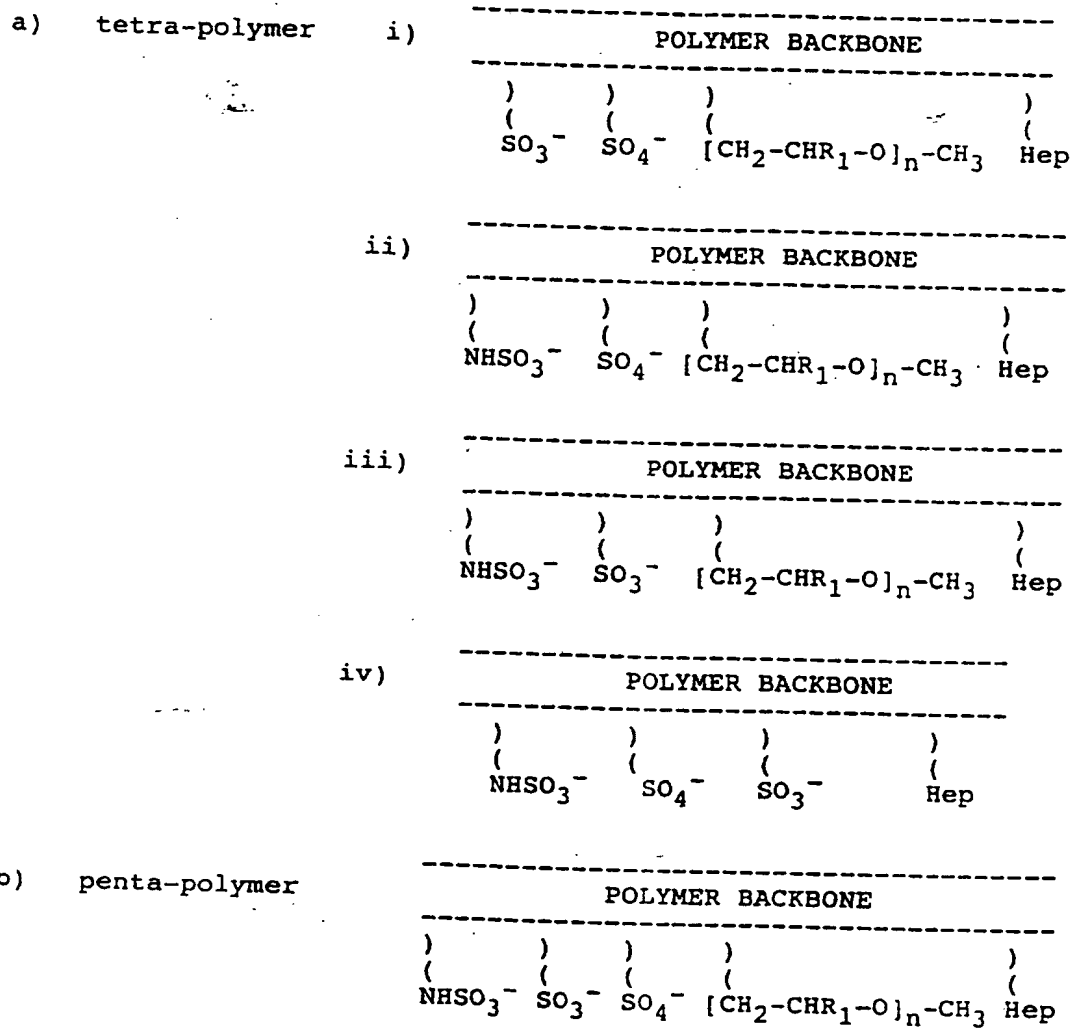 a) tetra-polymer i) POLYMER BACKBONE
SO₃⁻ SO₄⁻ [CH₂-CHR₁-O]ₙ-CH₃ Hep
ii) POLYMER BACKBONE
NHSO₃⁻ SO₄⁻ [CH₂-CHR₁-O]ₙ-CH₃ Hep
iii) POLYMER BACKBONE
NHSO₃⁻ SO₃⁻ [CH₂-CHR₁-O]ₙ-CH₃ Hep
iv) POLYMER BACKBONE
NHSO₃⁻ SO₄⁻ SO₃⁻ Hep
) penta-polymer POLYMER BACKBONE
NHSO₃⁻ SO₃⁻ SO₄⁻ [CH₂-CHR₁-O]ₙ-CH₃ Hep